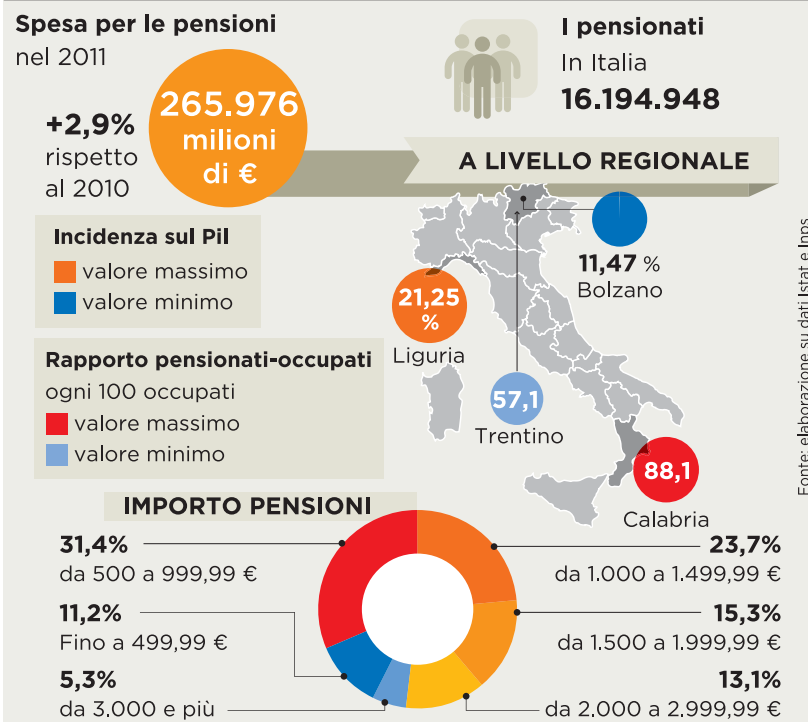 Spesa per le pensioni
nel 2011
+2,9%
rispetto
al 2010
265.976
milioni
di €
I pensionati
In Italia
16.194.948
A LIVELLO REGIONALE
Incidenza sul Pil
valore massimo
valore minimo
11,47 %
Bolzano
21,25
%
Liguria
Rapporto pensionati-occupati
ogni 100 occupati
valore massimo
valore minimo
57,1
Trentino
88,1
Calabria
Fonte: elaborazione su dati Istat e Inps
IMPORTO PENSIONI
31,4%
da 500 a 999,99 €
11,2%
Fino a 499,99 €
5,3%
da 3.000 e più
23,7%
da 1.000 a 1.499,99 €
15,3%
da 1.500 a 1.999,99 €
13,1%
da 2.000 a 2.999,99 €